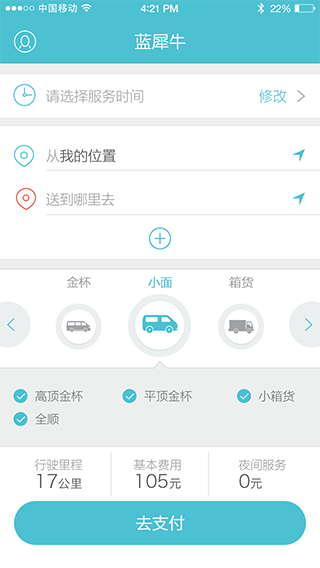 中国移动 4:21 PM 22%
蓝犀牛
请选择服务时间 修改
从我的位置
送到哪里去
金杯 小面 箱货
高顶金杯 平顶金杯 小箱货
全顺
行驶里程 基本费用 夜间服务
17公里 105元 0元
去支付